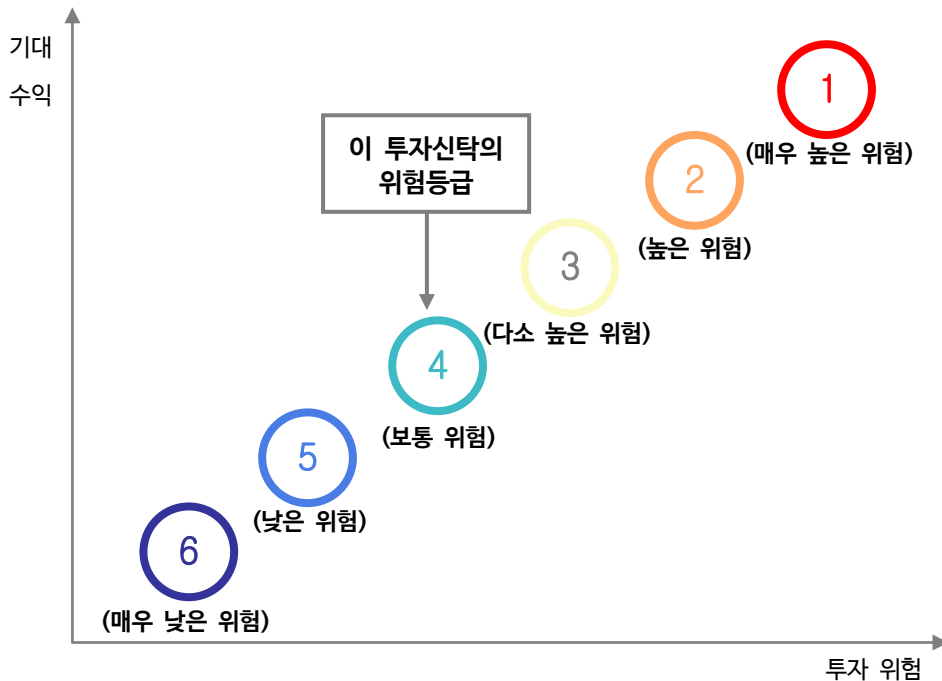 기대
수익
1
(매우 높은 위험)
이 투자신탁의
위험등급
2
(높은 위험)
3
(다소 높은 위험)
4
(보통 위험)
5
(낮은 위험)
6
(매우 낮은 위험)
투자 위험